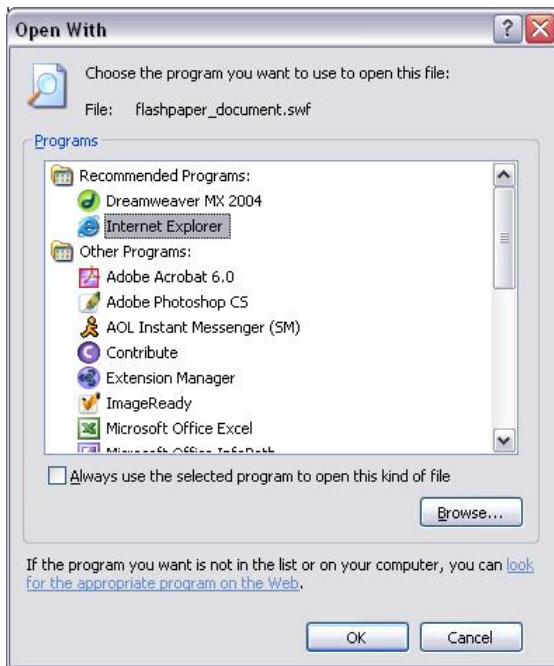 Open With
Choose the program you want to use to open this file:
File: flashpaper_document.swf
Programs
Recommended Programs:
Dreamweaver MX 2004
Internet Explorer
Other Programs:
Adobe Acrobat 6.0
Adobe Photoshop CS
AOL Instant Messenger (SM)
Contribute
Extension Manager
ImageReady
Microsoft Office Excel
Microsoft Office InfoPath
Always use the selected program to open this kind of file
Browse...
If the program you want is not in the list or on your computer, you can look
for the appropriate program on the Web.
OK Cancel